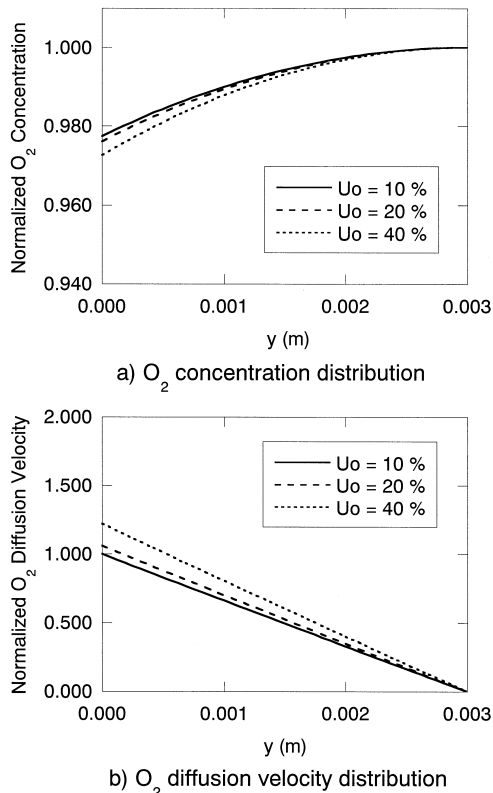 Normalized O2 Concentration
1.000
0.980
0.960
0.940
Uo = 10 %
Uo = 20 %
Uo = 40 %
0.000 0.001 0.002 0.003
y (m)
a) O2 concentration distribution
Normalized O2 Diffusion Velocity
2.000
1.500
1.000
0.500
0.000
Uo = 10 %
Uo = 20 %
Uo = 40 %
0.000 0.001 0.002 0.003
y (m)
b) O2 diffusion velocity distribution